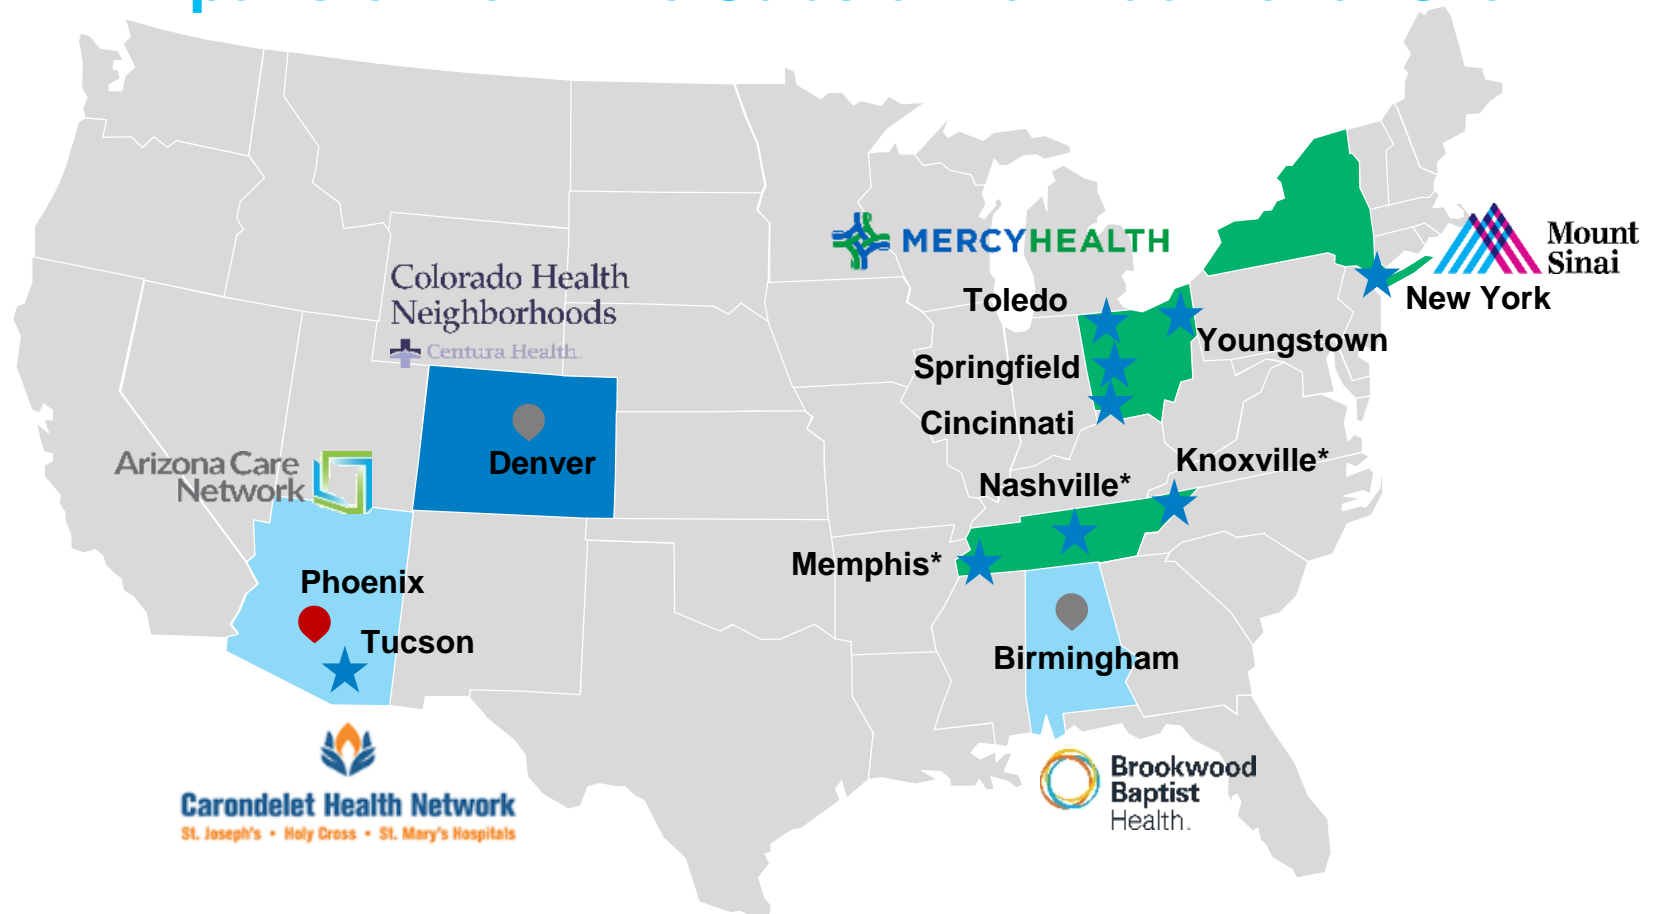 MERCYHEALTH
Mount
Sinai
New York
Toledo
Youngstown
Springfield
Cincinnati
Colorado Health
Neighborhoods
Centura Health
Denver
Arizona Care
Network
Knoxville*
Nashville*
Memphis*
Phoenix
Tucson
Birmingham
Carondelet Health Network
St. Joseph's • Holy Cross • St. Mary's Hospitals
Brookwood
Baptist
Health